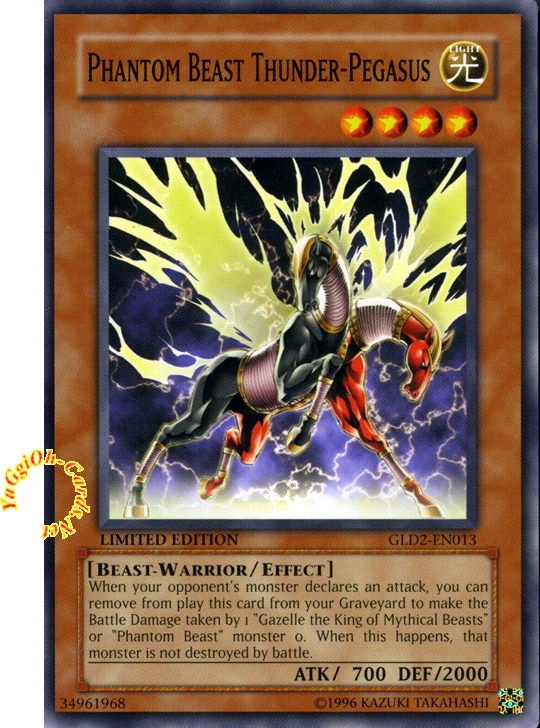 PHANTOM BEAST THUNDER-PEGASUS
LIGHT
光
YuGgiOh-Cards.Net
LIMITED EDITION
GLD2-EN013
[BEAST-WARRIOR/EFFECT]
When your opponent's monster declares an attack, you can
remove from play this card from your Graveyard to make the
Battle Damage taken by 1 "Gazelle the King of Mythical Beasts"
or "Phantom Beast" monster 0. When this happens, that
monster is not destroyed by battle.
ATK/ 700 DEF/2000
34961968
©1996 KAZUKI TAKAHASHI